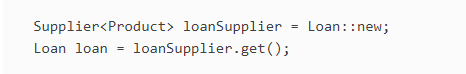 Supplier<Product> loanSupplier = Loan::new;
Loan loan = loanSupplier.get();